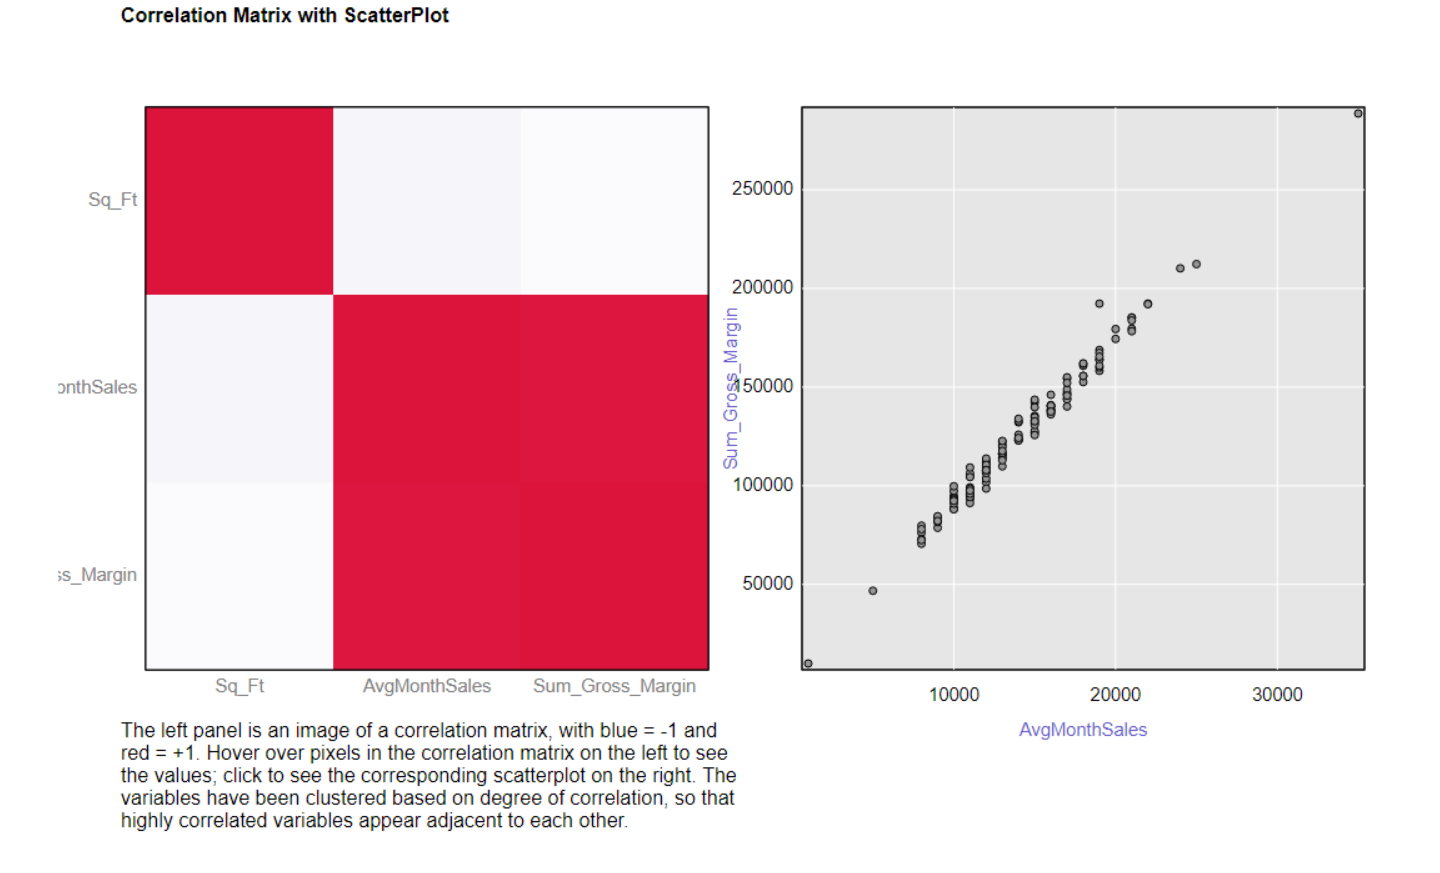 Correlation Matrix with ScatterPlot
Sq_Ft
onthSales
ss_Margin
Sq_Ft AvgMonthSales Sum_Gross_Margin
250000
200000
150000
100000
50000
Sum_Gross_Margin
10000 20000 30000
AvgMonthSales
The left panel is an image of a correlation matrix, with blue = -1 and
red = +1. Hover over pixels in the correlation matrix on the left to see
the values; click to see the corresponding scatterplot on the right. The
variables have been clustered based on degree of correlation, so that
highly correlated variables appear adjacent to each other.